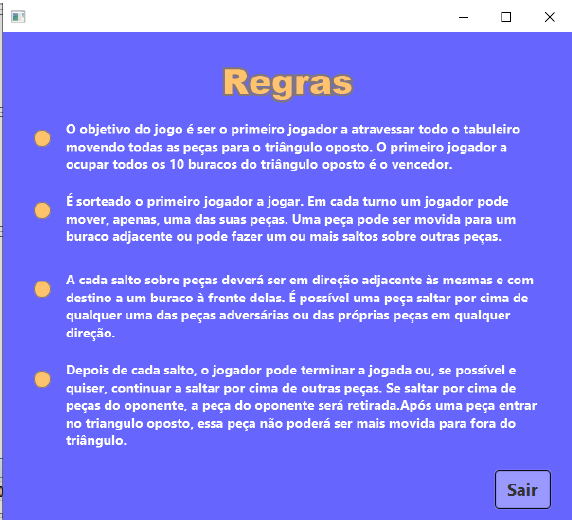 Regras
O objetivo do jogo é ser o primeiro jogador a atravessar todo o tabuleiro
movendo todas as peças para o triângulo oposto. O primeiro jogador a
ocupar todos os 10 buracos do triângulo oposto é o vencedor.
É sorteado o primeiro jogador a jogar. Em cada turno um jogador pode
mover, apenas, uma das suas peças. Uma peça pode ser movida para um
buraco adjacente ou pode fazer um ou mais saltos sobre outras peças.
A cada salto sobre peças deverá ser em direção adjacente às mesmas e com
destino a um buraco à frente delas. É possível uma peça saltar por cima de
qualquer uma das peças adversárias ou das próprias peças em qualquer
direção.
Depois de cada salto, o jogador pode terminar a jogada ou, se possível e
quiser, continuar a saltar por cima de outras peças. Se saltar por cima de
peças do oponente, a peça do oponente será retirada.Após uma peça entrar
no triangulo oposto, essa peça não poderá ser mais movida para fora do
triângulo.
Sair